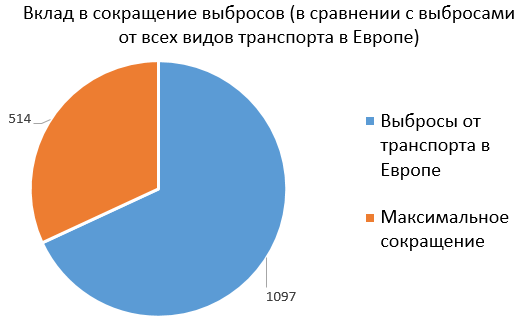 Вклад в сокращение выбросов (в сравнении с выбросами
от всех видов транспорта в Европе)
514
Выбросы от
транспорта в
Европе
Максимальное
сокращение
1097